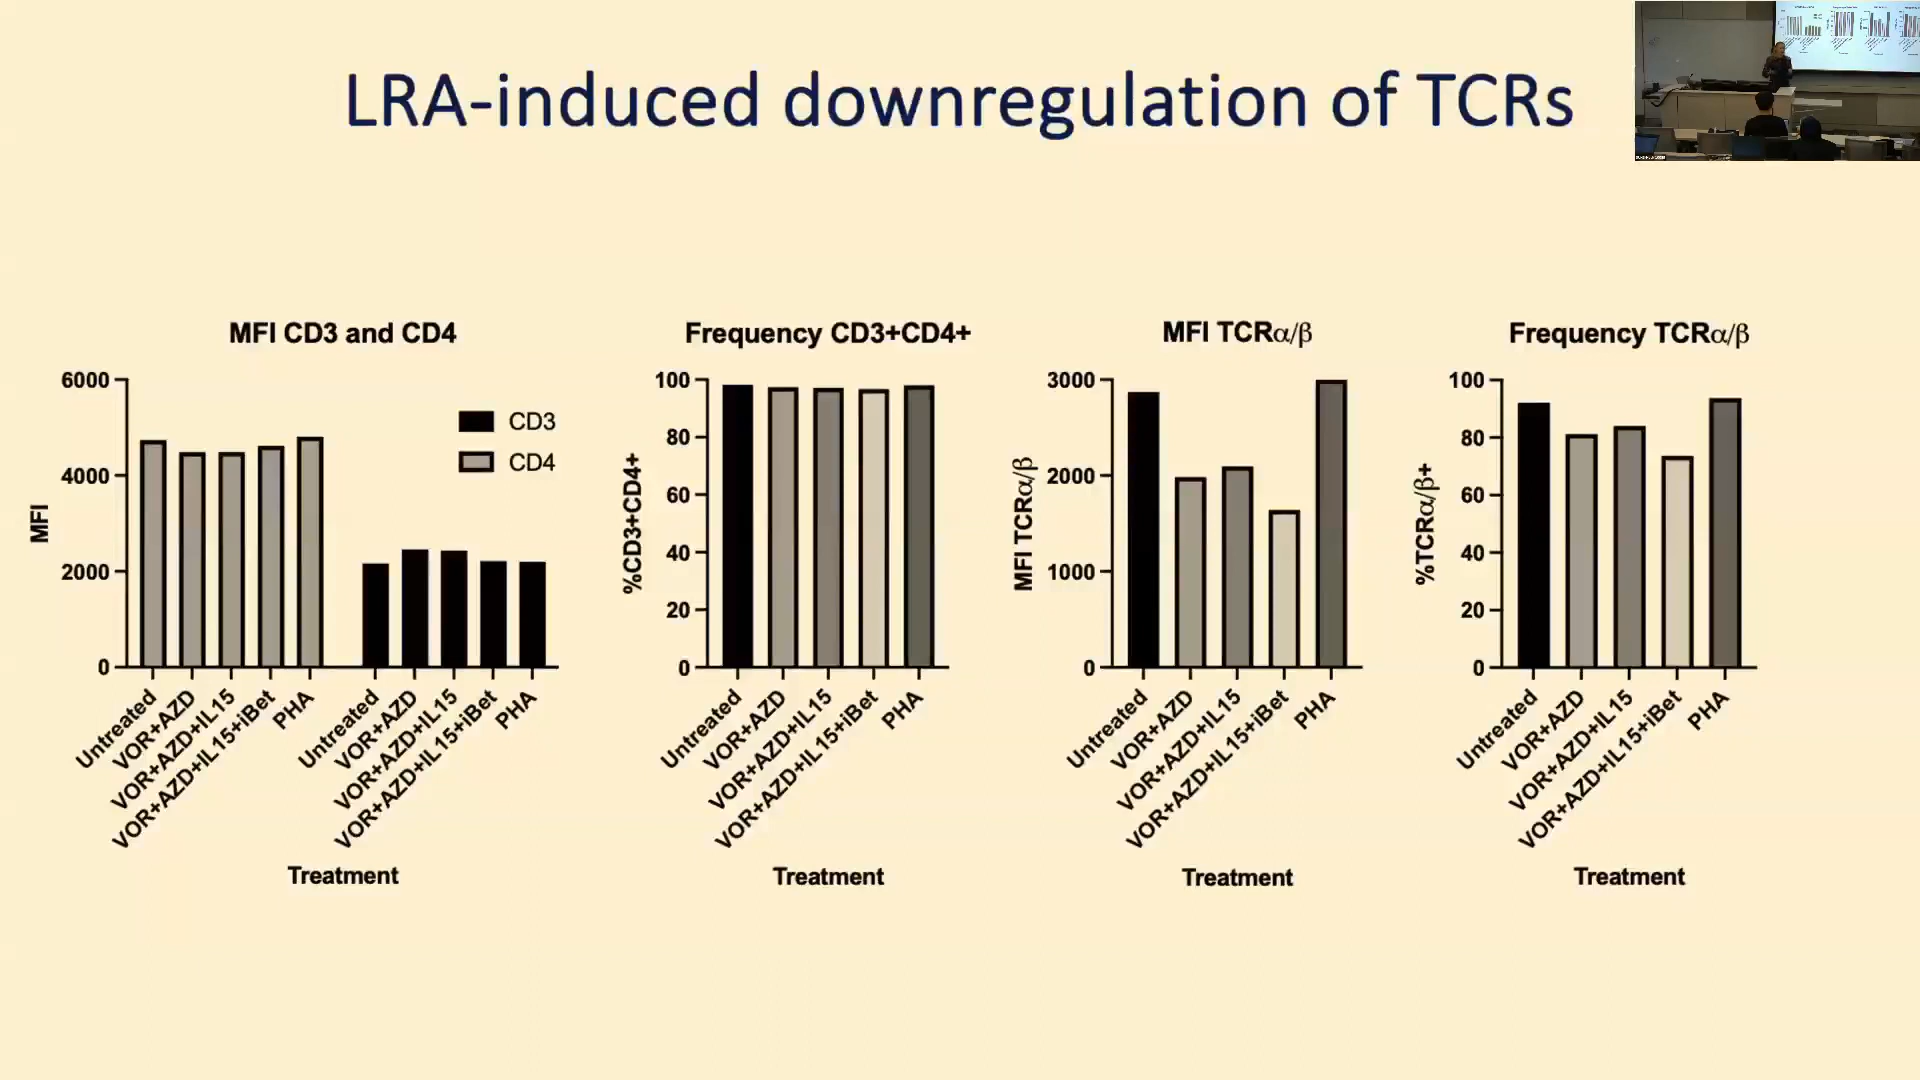 LRA-induced downregulation of TCRs
MFI CD3 and CD4
6000
4000
2000
0
MFI
CD3
CD4
Untreated
VOR+AZD
VOR+AZD+IL15
VOR+AZD+IL15+iBet
PHA
Untreated
VOR+AZD
VOR+AZD+IL15
VOR+AZD+IL15+iBet
PHA
Treatment
Frequency CD3+CD4+
100
80
60
40
20
0
%CD3+CD4+
Untreated
VOR+AZD
VOR+AZD+IL15
VOR+AZD+IL15+iBet
PHA
Treatment
MFI TCRα/β
3000
2000
1000
0
MFI TCRα/β
Untreated
VOR+AZD
VOR+AZD+IL15
VOR+AZD+IL15+iBet
PHA
Treatment
Frequency TCRα/β
100
80
60
40
20
0
%TCRα/β+
Untreated
VOR+AZD
VOR+AZD+IL15
VOR+AZD+IL15+iBet
PHA
Treatment